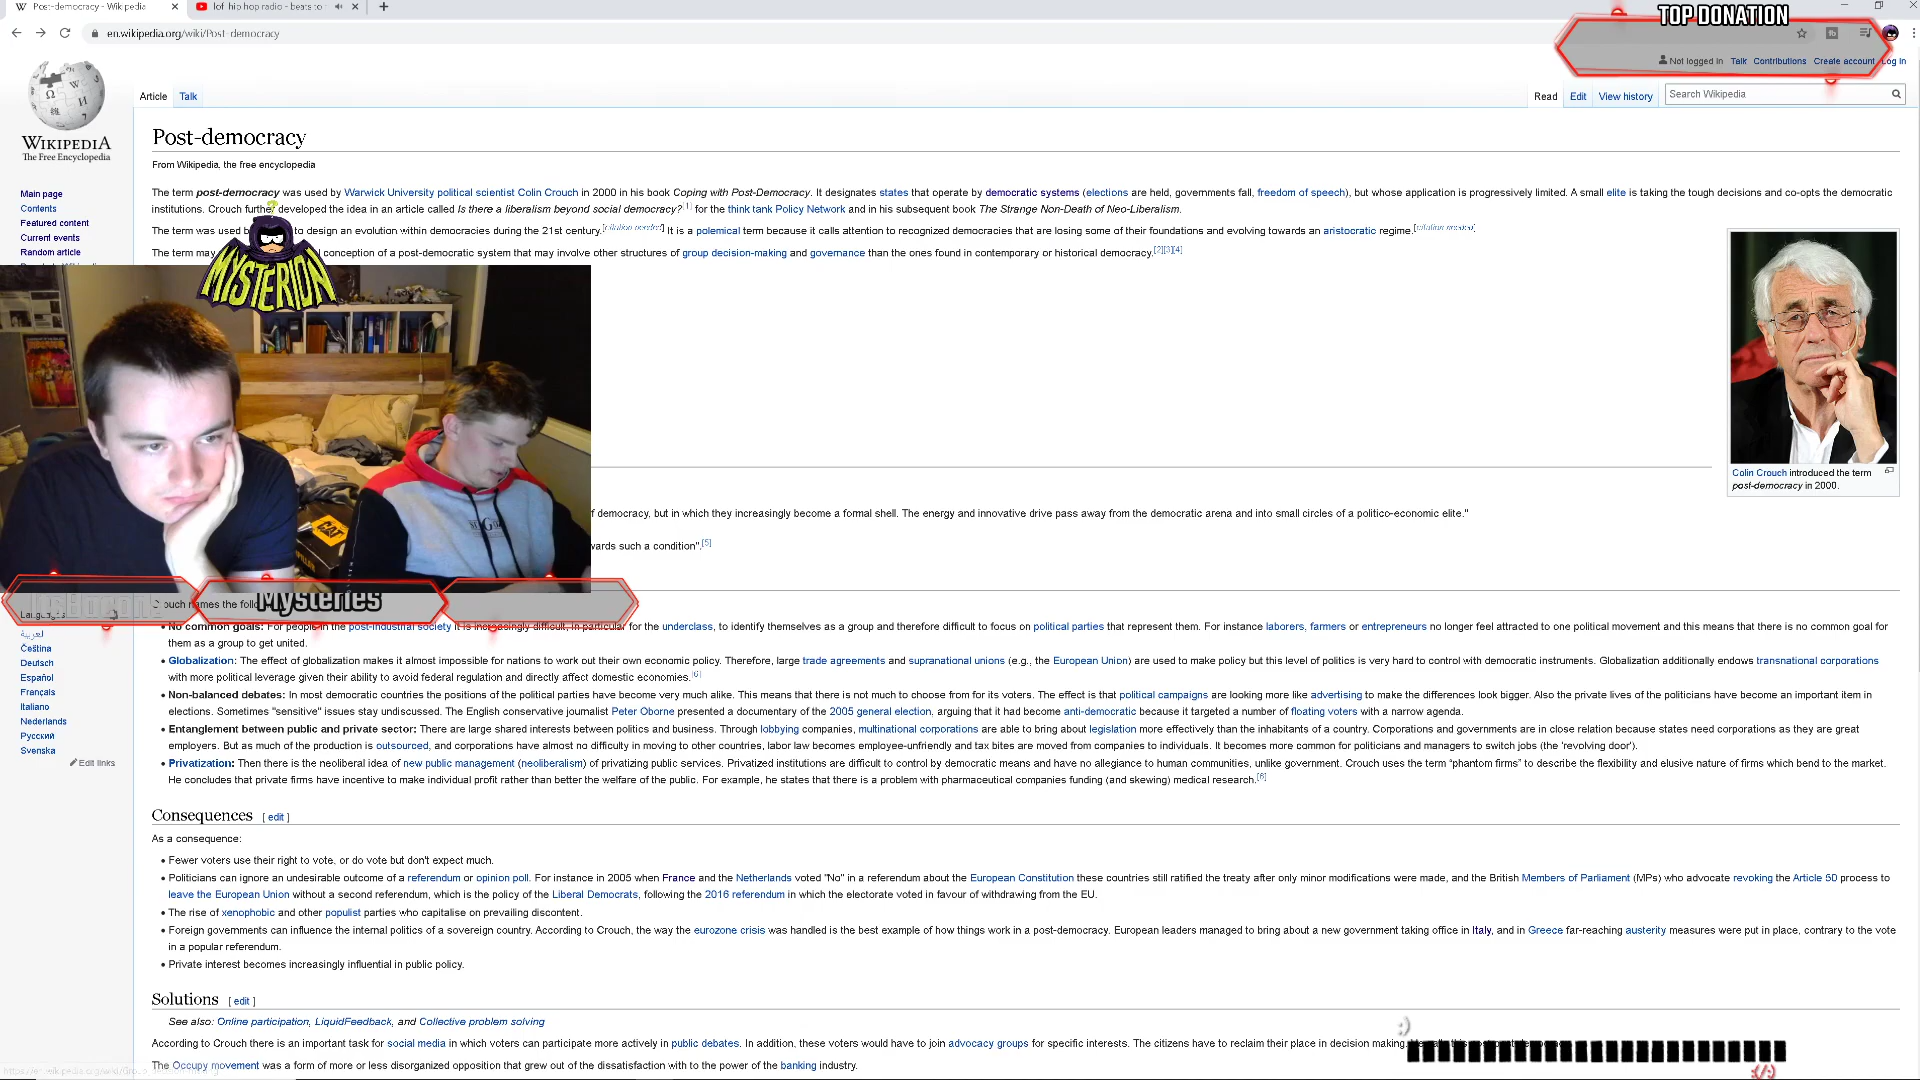 Post-democracy - Wikipedia
lofi hip hop radio - beats to
TOP DONATION
en.wikipedia.org/wiki/Post-democracy
Not logged in Talk Contributions Create account Log in
Article Talk
Read Edit View history
Search Wikipedia
WIKIPEDIA
The Free Encyclopedia
Post-democracy
From Wikipedia, the free encyclopedia
Main page
Contents
Featured content
Current events
Random article
The term post-democracy was used by Warwick University political scientist Colin Crouch in 2000 in his book Coping with Post-Democracy. It designates states that operate by democratic systems (elections are held, governments fall, freedom of speech), but whose application is progressively limited. A small elite is taking the tough decisions and co-opts the democratic
institutions. Crouch further developed the idea in an article called Is there a liberalism beyond social democracy?[1] for the think tank Policy Network and in his subsequent book The Strange Non-Death of Neo-Liberalism.
The term was used b to design an evolution within democracies during the 21st century.[citation needed] It is a polemical term because it calls attention to recognized democracies that are losing some of their foundations and evolving towards an aristocratic regime.[citation needed]
The term may conception of a post-democratic system that may involve other structures of group decision-making and governance than the ones found in contemporary or historical democracy.[2][3][4]
MYSTERION
CAT
Colin Crouch introduced the term
post-democracy in 2000.
f democracy, but in which they increasingly become a formal shell. The energy and innovative drive pass away from the democratic arena and into small circles of a politico-economic elite."
wards such a condition".[5]
Mysteries
ouch names the follo
Languages
العربية
Čeština
Deutsch
Español
Français
Italiano
Nederlands
Русский
Svenska
Edit links
No common goals: For people in the post-industrial society it is increasingly difficult, in particular for the underclass, to identify themselves as a group and therefore difficult to focus on political parties that represent them. For instance laborers, farmers or entrepreneurs no longer feel attracted to one political movement and this means that there is no common goal for
them as a group to get united.
Globalization: The effect of globalization makes it almost impossible for nations to work out their own economic policy. Therefore, large trade agreements and supranational unions (e.g., the European Union) are used to make policy but this level of politics is very hard to control with democratic instruments. Globalization additionally endows transnational corporations
with more political leverage given their ability to avoid federal regulation and directly affect domestic economies.[6]
Non-balanced debates: In most democratic countries the positions of the political parties have become very much alike. This means that there is not much to choose from for its voters. The effect is that political campaigns are looking more like advertising to make the differences look bigger. Also the private lives of the politicians have become an important item in
elections. Sometimes "sensitive" issues stay undiscussed. The English conservative journalist Peter Oborne presented a documentary of the 2005 general election, arguing that it had become anti-democratic because it targeted a number of floating voters with a narrow agenda.
Entanglement between public and private sector: There are large shared interests between politics and business. Through lobbying companies, multinational corporations are able to bring about legislation more effectively than the inhabitants of a country. Corporations and governments are in close relation because states need corporations as they are great
employers. But as much of the production is outsourced, and corporations have almost no difficulty in moving to other countries, labor law becomes employee-unfriendly and tax bites are moved from companies to individuals. It becomes more common for politicians and managers to switch jobs (the 'revolving door').
Privatization: Then there is the neoliberal idea of new public management (neoliberalism) of privatizing public services. Privatized institutions are difficult to control by democratic means and have no allegiance to human communities, unlike government. Crouch uses the term "phantom firms" to describe the flexibility and elusive nature of firms which bend to the market.
He concludes that private firms have incentive to make individual profit rather than better the welfare of the public. For example, he states that there is a problem with pharmaceutical companies funding (and skewing) medical research.[6]
Consequences [ edit ]
As a consequence:
Fewer voters use their right to vote, or do vote but don't expect much.
Politicians can ignore an undesirable outcome of a referendum or opinion poll. For instance in 2005 when France and the Netherlands voted "No" in a referendum about the European Constitution these countries still ratified the treaty after only minor modifications were made, and the British Members of Parliament (MPs) who advocate revoking the Article 50 process to
leave the European Union without a second referendum, which is the policy of the Liberal Democrats, following the 2016 referendum in which the electorate voted in favour of withdrawing from the EU.
The rise of xenophobic and other populist parties who capitalise on prevailing discontent.
Foreign governments can influence the internal politics of a sovereign country. According to Crouch, the way the eurozone crisis was handled is the best example of how things work in a post-democracy. European leaders managed to bring about a new government taking office in Italy, and in Greece far-reaching austerity measures were put in place, contrary to the vote
in a popular referendum.
Private interest becomes increasingly influential in public policy.
Solutions [ edit ]
See also: Online participation, LiquidFeedback, and Collective problem solving
According to Crouch there is an important task for social media in which voters can participate more actively in public debates. In addition, these voters would have to join advocacy groups for specific interests. The citizens have to reclaim their place in decision making.
The Occupy movement was a form of more or less disorganized opposition that grew out of the dissatisfaction with to the power of the banking industry.
:)
:(/:)